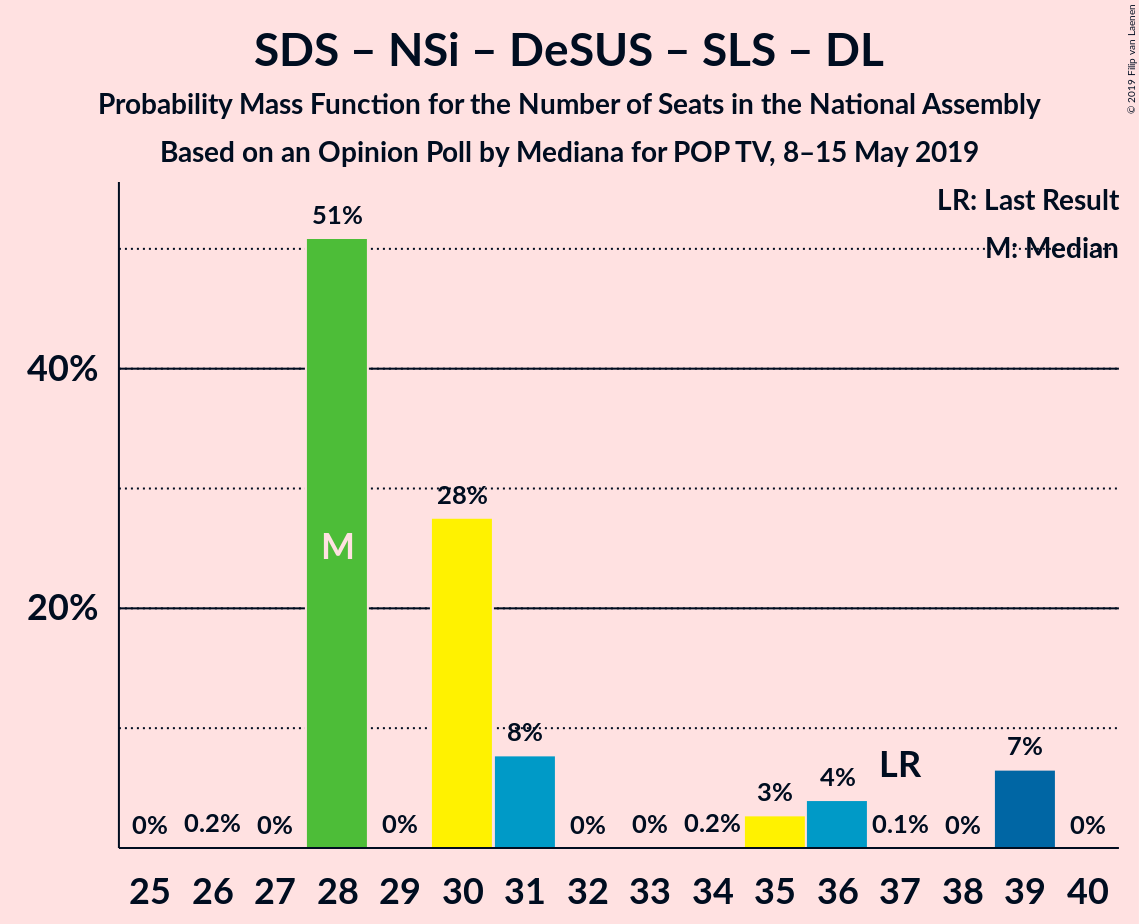 SDS – NSi – DeSUS – SLS – DL
Probability Mass Function for the Number of Seats in the National Assembly
Based on an Opinion Poll by Mediana for POP TV, 8–15 May 2019
© 2019 Filip van Laenen
LR: Last Result
M: Median
40%
20%
0% 0.2% 0% 51% 0% 28% 8% 0% 0% 0.2% 3% 4% 0.1% 0% 7% 0%
M
LR
25 26 27 28 29 30 31 32 33 34 35 36 37 38 39 40